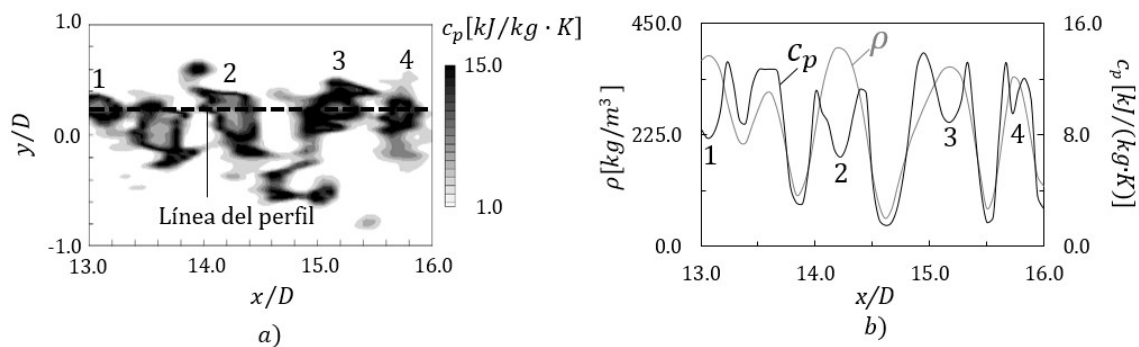 1.0
0.0
-1.0
y/D
13.0 14.0 15.0 16.0
x/D
a)
1 2 3 4
Línea del perfil
c_p[kJ/kg · K]
15.0
1.0
450.0
225.0
0.0
ρ[kg/m³]
c_p
ρ
1 2 3 4
16.0
8.0
0.0
c_p [kJ/(kg·K)]
13.0 14.0 15.0 16.0
x/D
b)